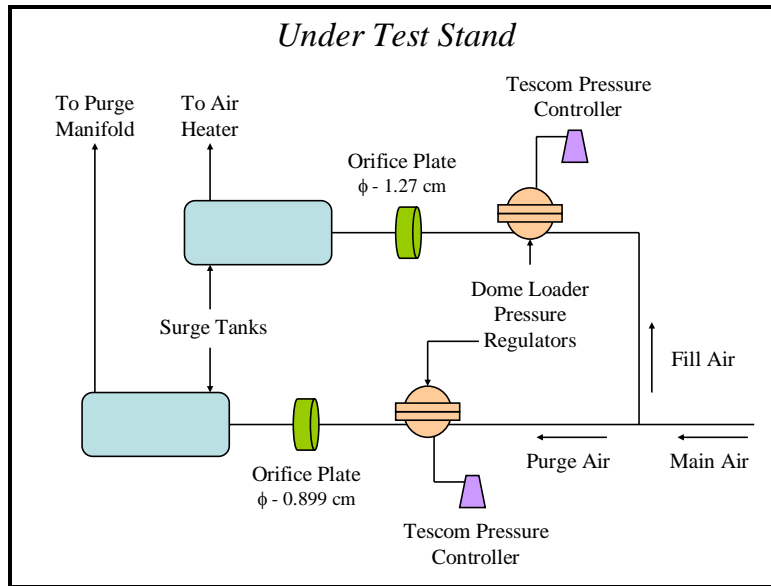 Under Test Stand
To Purge
Manifold
To Air
Heater
Tescom Pressure
Controller
Orifice Plate
ϕ - 1.27 cm
Dome Loader
Pressure
Regulators
Surge Tanks
Fill Air
Purge Air
Main Air
Orifice Plate
ϕ - 0.899 cm
Tescom Pressure
Controller